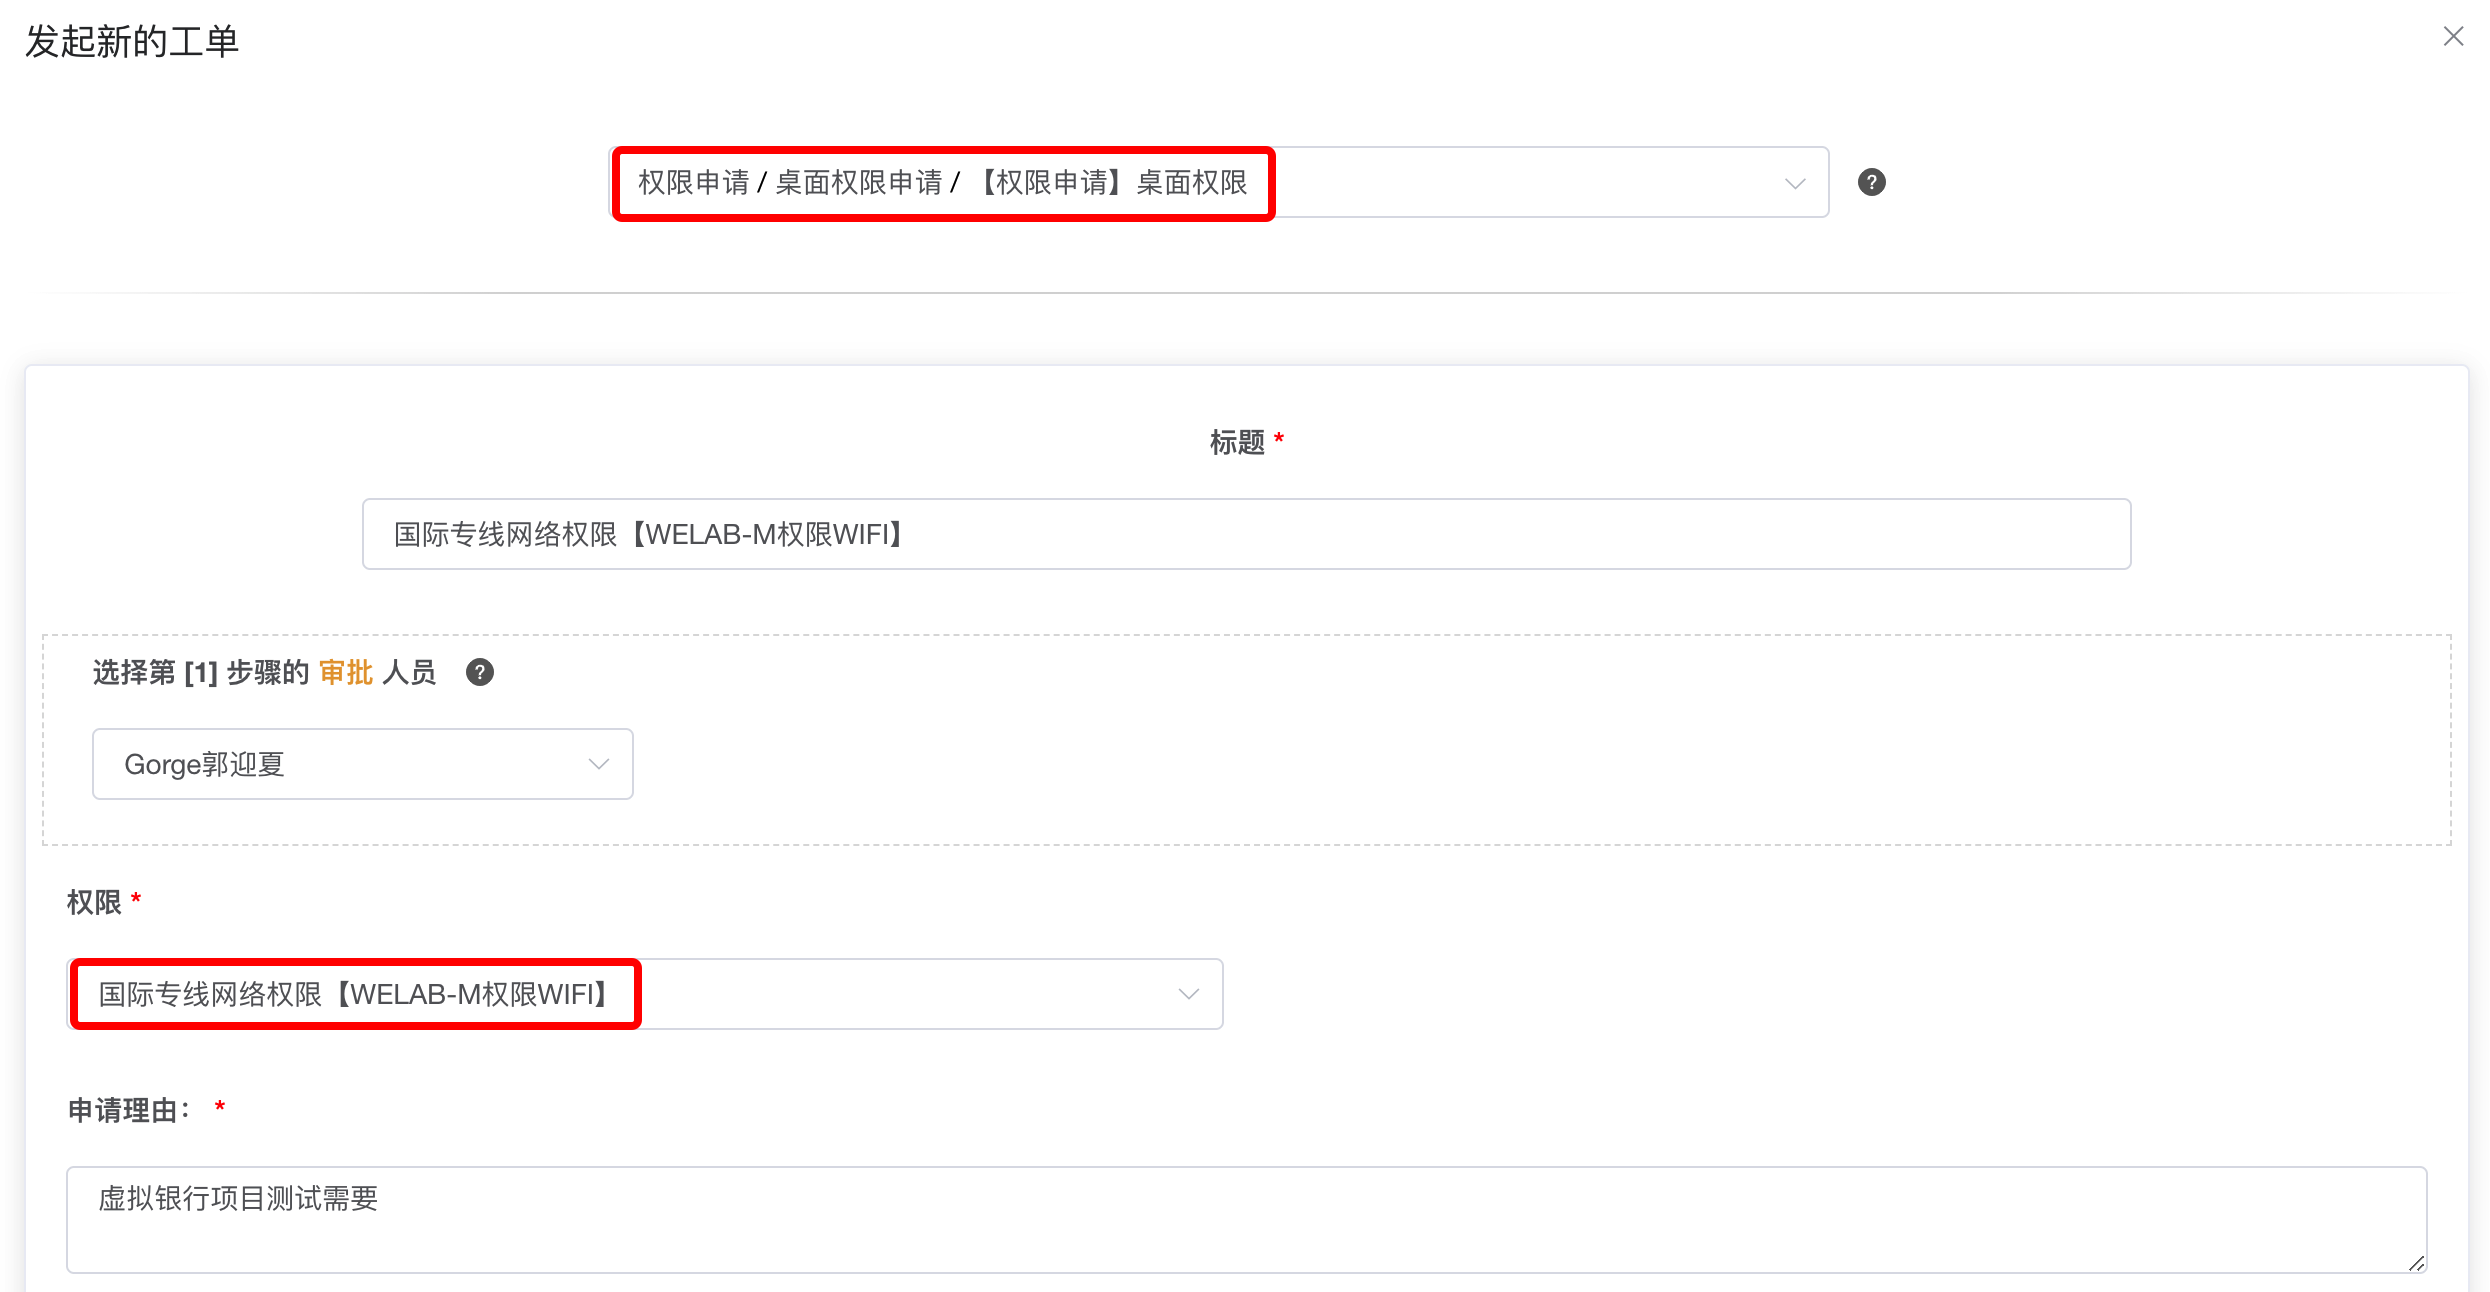 发起新的工单
权限申请 / 桌面权限申请 / 【权限申请】桌面权限
?
标题 *
国际专线网络权限【WELAB-M权限WIFI】
选择第 [1] 步骤的 审批 人员 ?
Gorge郭迎夏
权限 *
国际专线网络权限【WELAB-M权限WIFI】
申请理由： *
虚拟银行项目测试需要